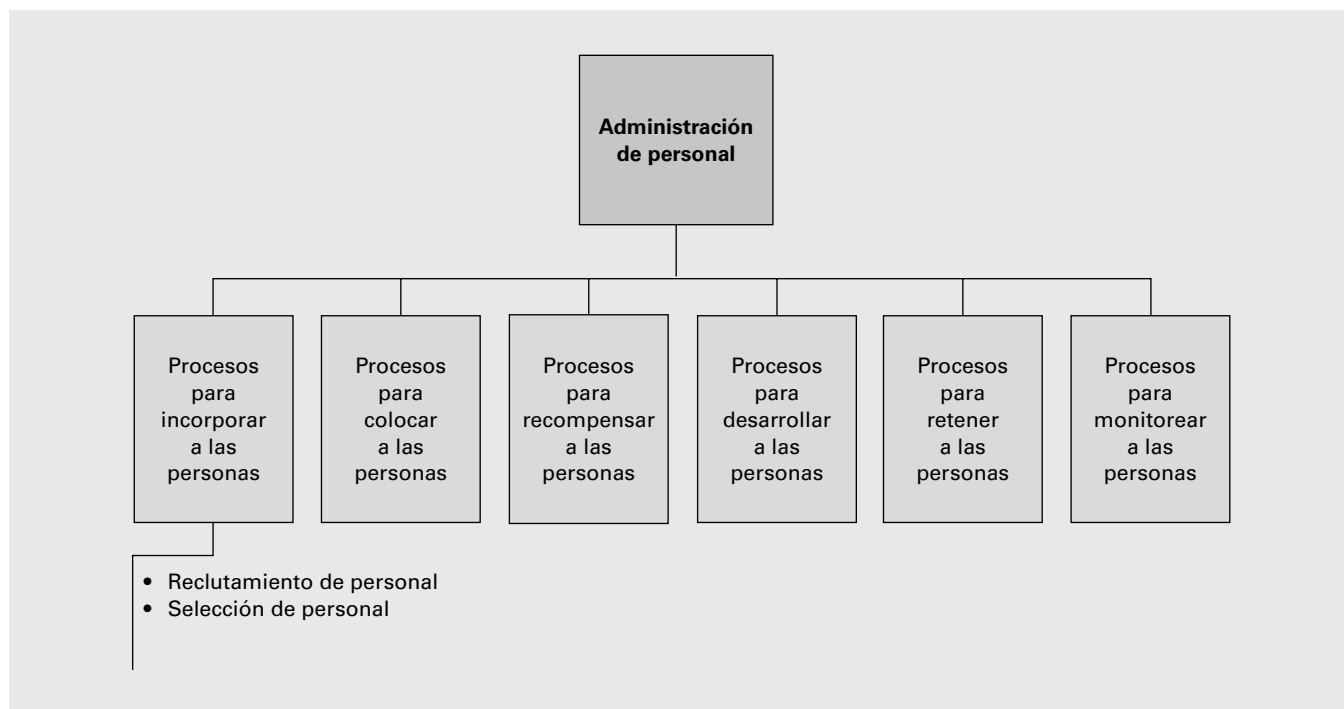 Administración
de personal
Procesos
para
incorporar
a las
personas
Procesos
para
colocar
a las
personas
Procesos
para
recompensar
a las
personas
Procesos
para
desarrollar
a las
personas
Procesos
para
retener
a las
personas
Procesos
para
monitorear
a las
personas
• Reclutamiento de personal
• Selección de personal